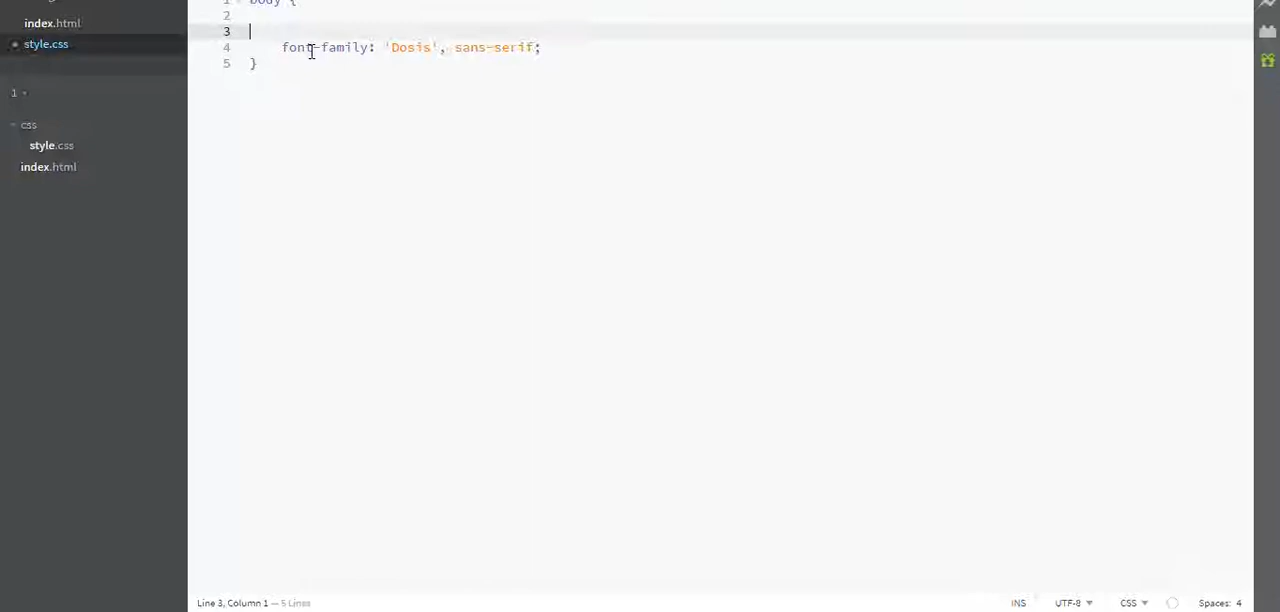 index.html
style.css
1
css
style.css
index.html
1 body {
2
3
4 font-family: 'Dosis', sans-serif;
5 }
Line 3, Column 1 — 5 Lines
INS
UTF-8
CSS
Spaces: 4